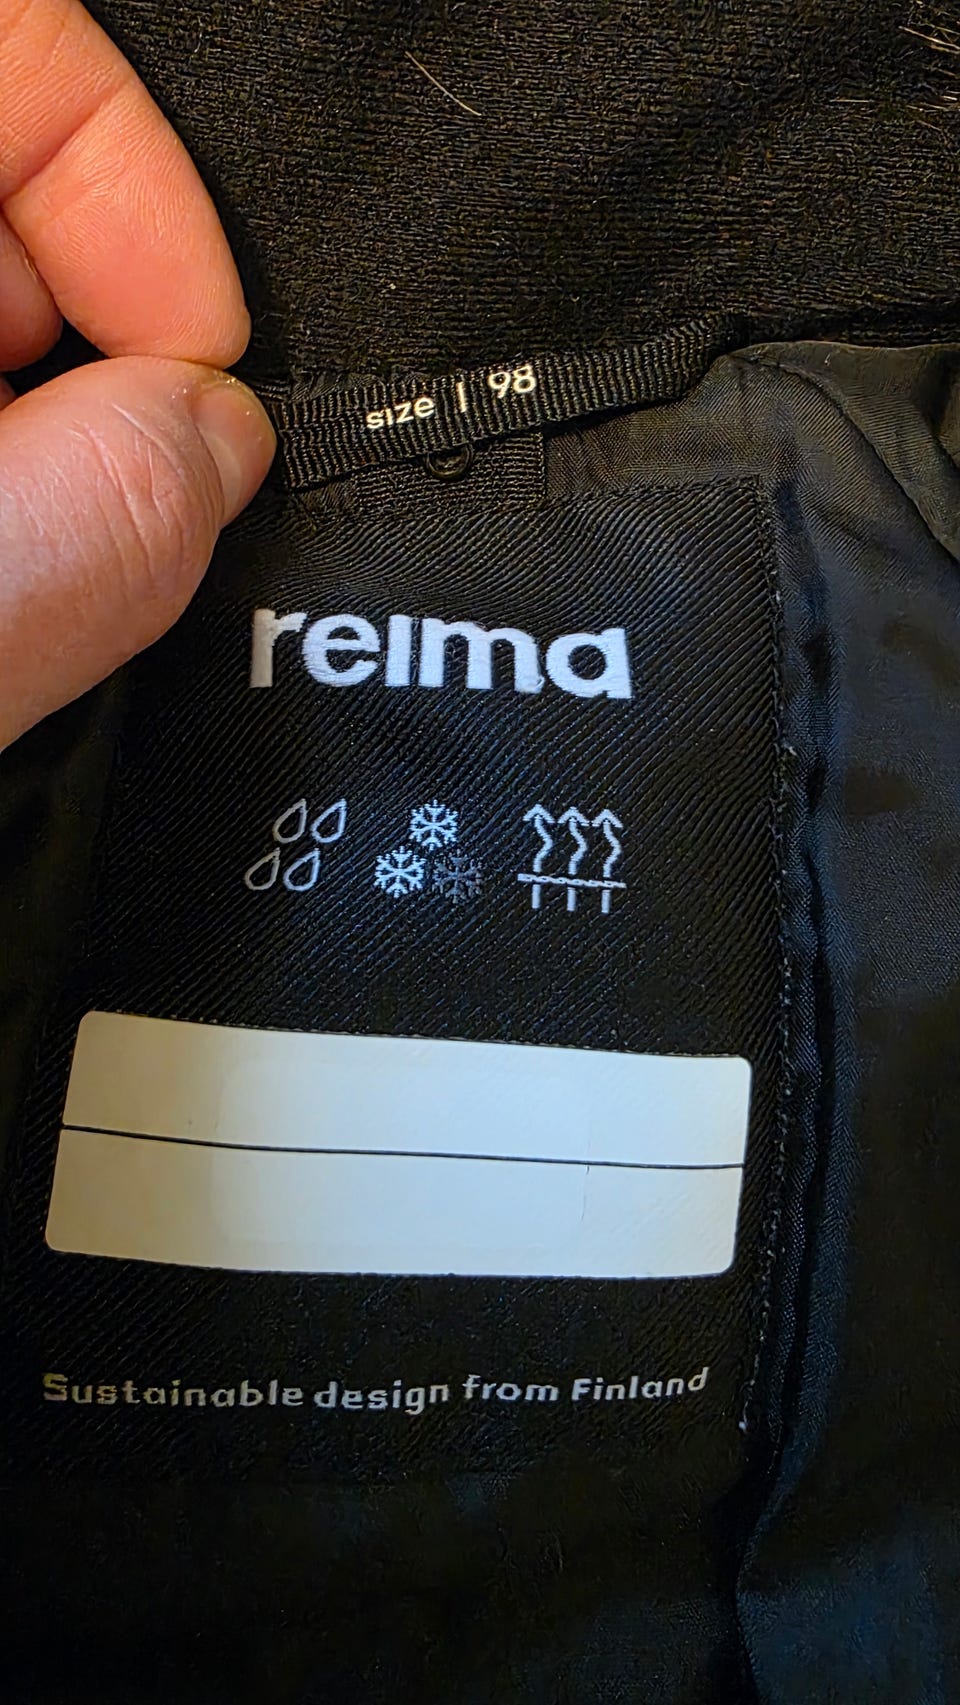 size | 98
reima
Sustainable design from Finland